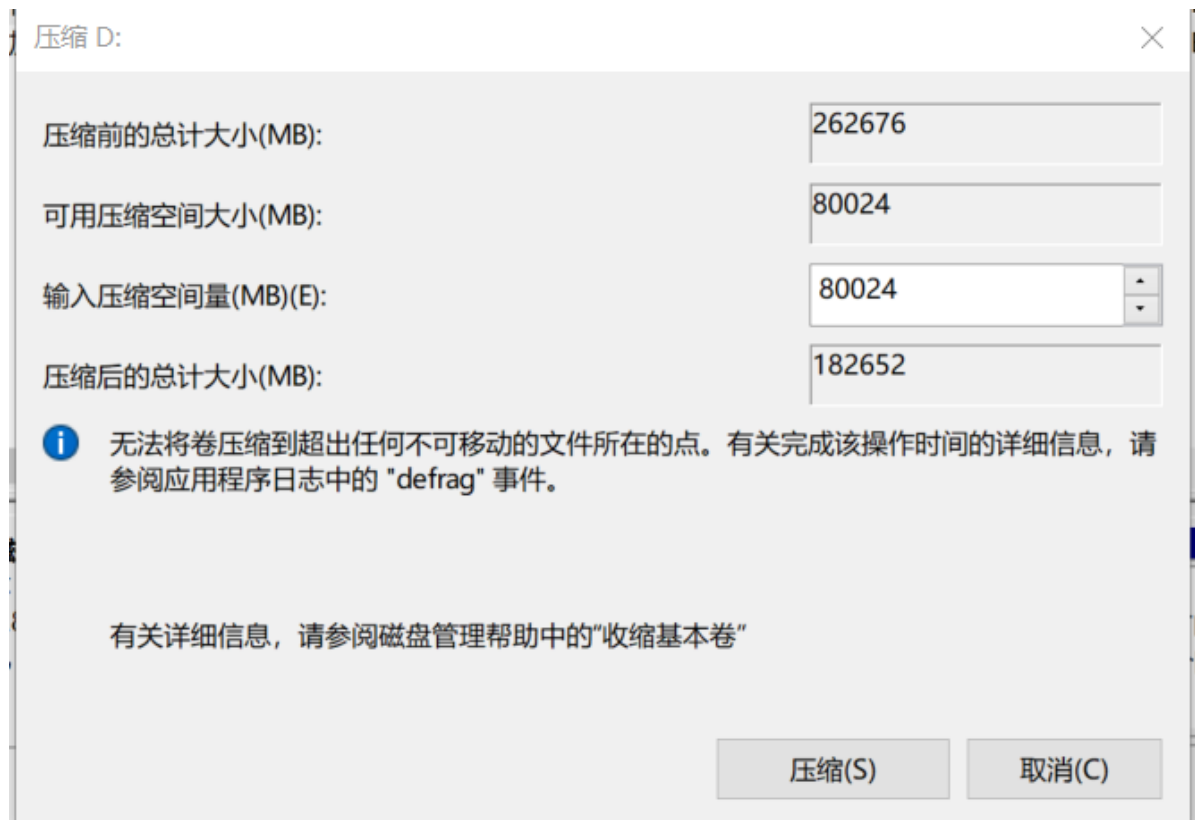 压缩 D:
压缩前的总计大小(MB):
262676
可用压缩空间大小(MB):
80024
输入压缩空间量(MB)(E):
80024
压缩后的总计大小(MB):
182652
无法将卷压缩到超出任何不可移动的文件所在的点。有关完成该操作时间的详细信息，请
参阅应用程序日志中的 "defrag" 事件。
有关详细信息，请参阅磁盘管理帮助中的“收缩基本卷”
压缩(S)
取消(C)